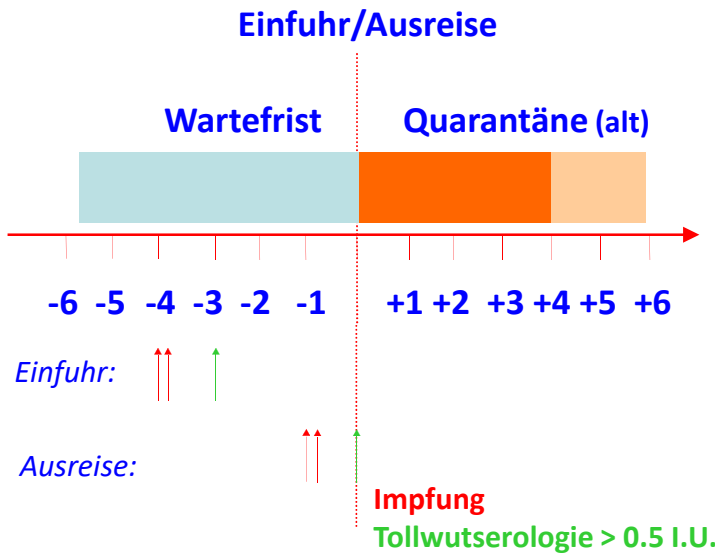 Einfuhr/Ausreise
Wartefrist Quarantäne (alt)
-6 -5 -4 -3 -2 -1 +1 +2 +3 +4 +5 +6
Einfuhr:
Ausreise:
Impfung
Tollwutserologie > 0.5 I.U.